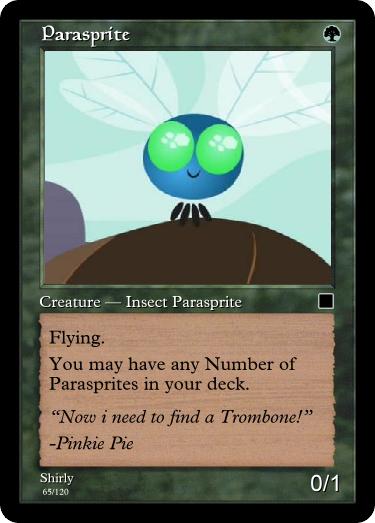 Parasprite
Creature — Insect Parasprite
Flying.
You may have any Number of
Parasprites in your deck.
“Now i need to find a Trombone!”
-Pinkie Pie
Shirly
65/120
0/1